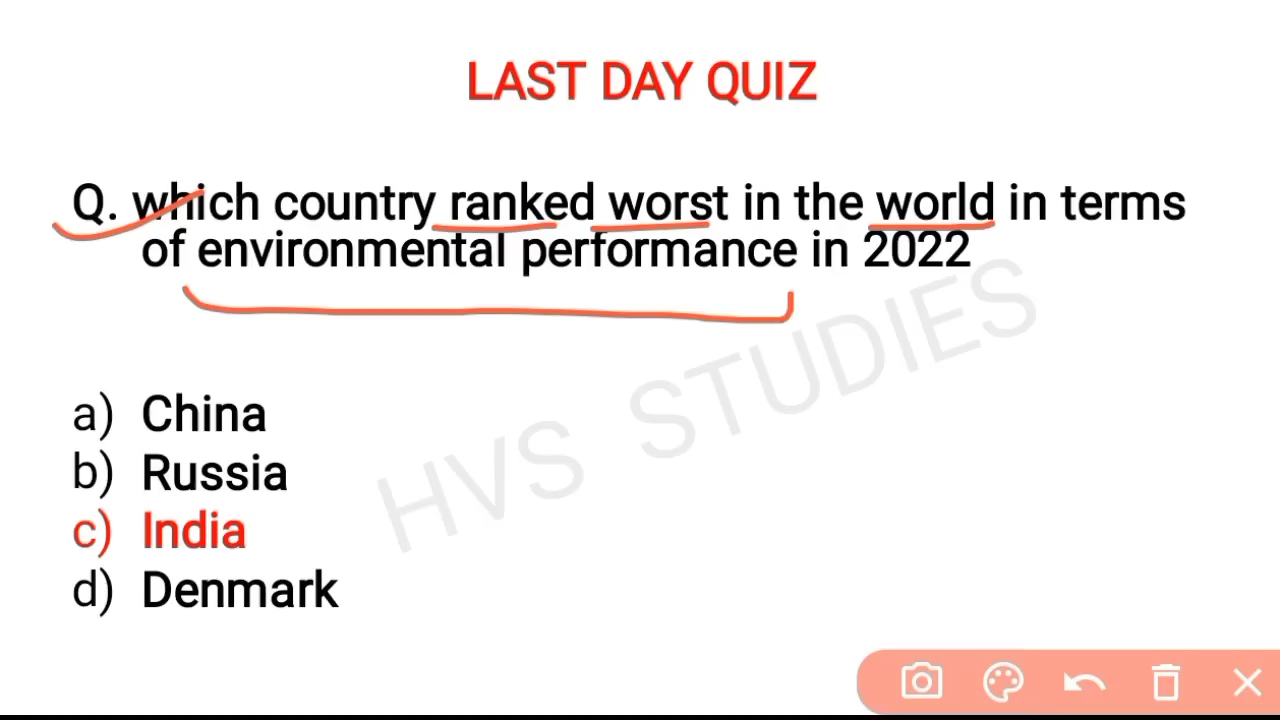 LAST DAY QUIZ
Q. which country ranked worst in the world in terms
of environmental performance in 2022
HVS STUDIES
a) China
b) Russia
c) India
d) Denmark